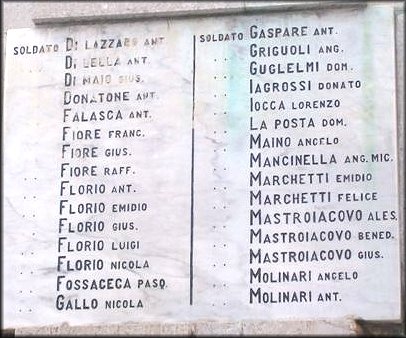 SOLDATO DI LAZZARO ANT.
DI BELLA ANT.
DI MAIO GIUS.
DONATONE ANT.
FALASCA ANT.
FIORE FRANC.
FIORE GIUS.
FIORE RAFF.
FLORIO ANT.
FLORIO EMIDIO
FLORIO GIUS.
FLORIO LUIGI
FLORIO NICOLA
FOSSACECA PASQ.
GALLO NICOLA
SOLDATO GASPARE ANT.
GRIGUOLI ANG.
GUGLELMI DOM.
IAGROSSI DONATO
IOCCA LORENZO
LA POSTA DOM.
MAINO ANGELO
MANCINELLA ANG. MIC.
MARCHETTI EMIDIO
MARCHETTI FELICE
MASTROIACOVO ALES.
MASTROIACOVO BENED.
MASTROIACOVO GIUS.
MOLINARI ANGELO
MOLINARI ANT.